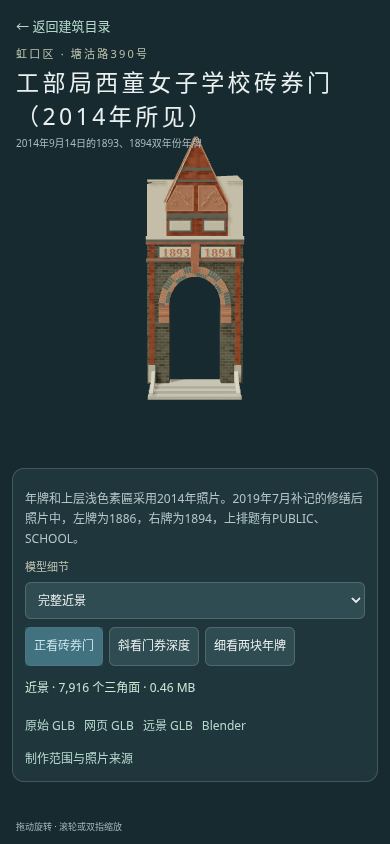 ← 返回建筑目录
虹口区 · 塘沽路390号
工部局西童女子学校砖券门
（2014年所见）
2014年9月14日的1893、1894双年份年牌
1893 1894
年牌和上层浅色素匾采用2014年照片。2019年7月补记的修缮后
照片中，左牌为1886，右牌为1894，上排题有PUBLIC、
SCHOOL。
模型细节
完整近景
正看砖券门 斜看门券深度 细看两块年牌
近景 · 7,916 个三角面 · 0.46 MB
原始 GLB 网页 GLB 远景 GLB Blender
制作范围与照片来源
拖动旋转 · 滚轮或双指缩放